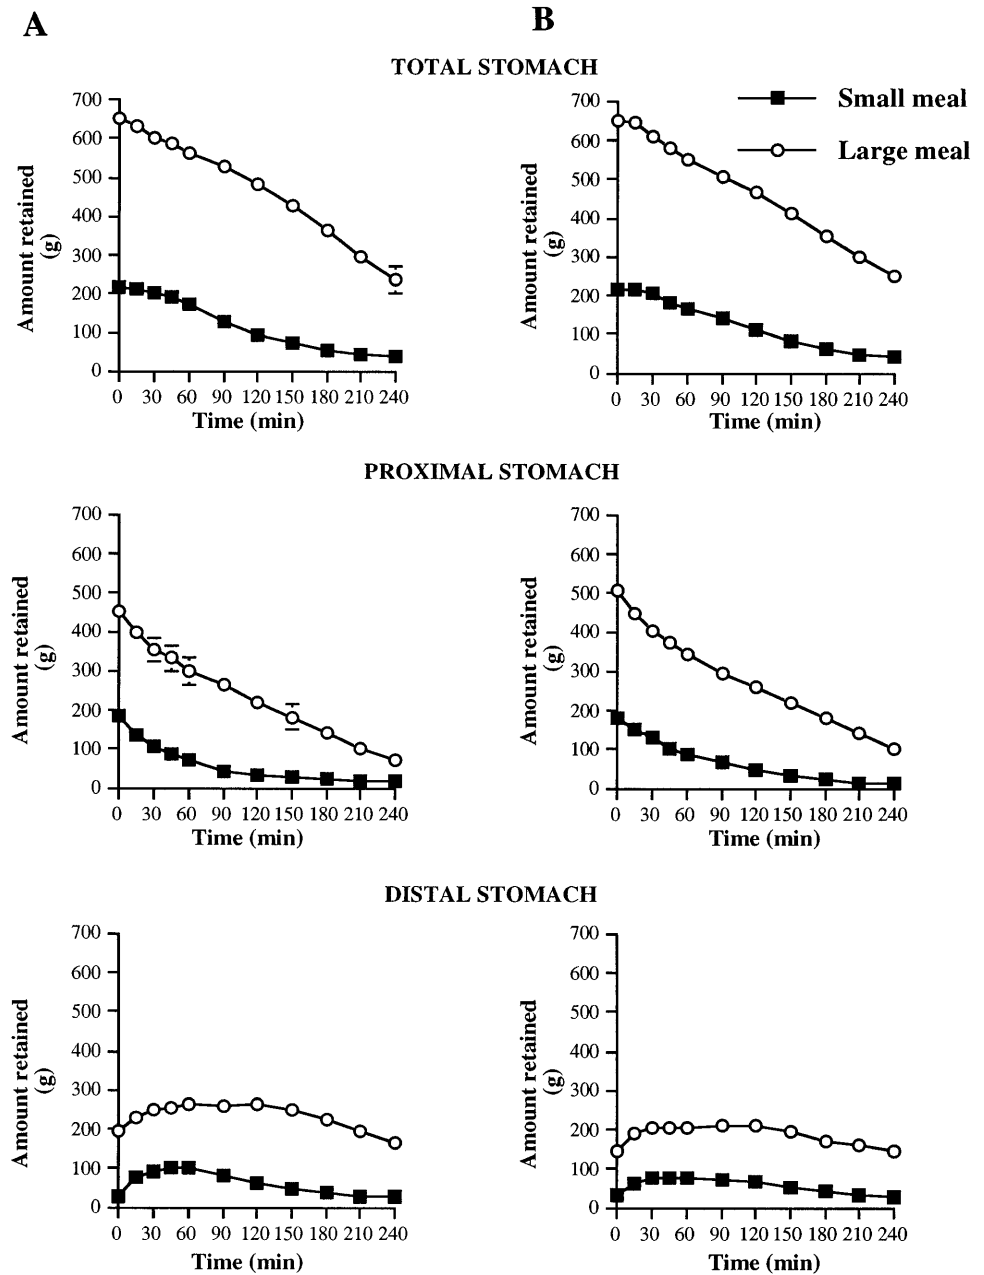 A
B
TOTAL STOMACH
Small meal
Large meal
700
600
500
400
300
200
100
0
Amount retained
(g)
0 30 60 90 120 150 180 210 240
Time (min)
700
600
500
400
300
200
100
0
Amount retained
(g)
0 30 60 90 120 150 180 210 240
Time (min)
PROXIMAL STOMACH
700
600
500
400
300
200
100
0
Amount retained
(g)
0 30 60 90 120 150 180 210 240
Time (min)
700
600
500
400
300
200
100
0
Amount retained
(g)
0 30 60 90 120 150 180 210 240
Time (min)
DISTAL STOMACH
700
600
500
400
300
200
100
0
Amount retained
(g)
0 30 60 90 120 150 180 210 240
Time (min)
700
600
500
400
300
200
100
0
Amount retained
(g)
0 30 60 90 120 150 180 210 240
Time (min)